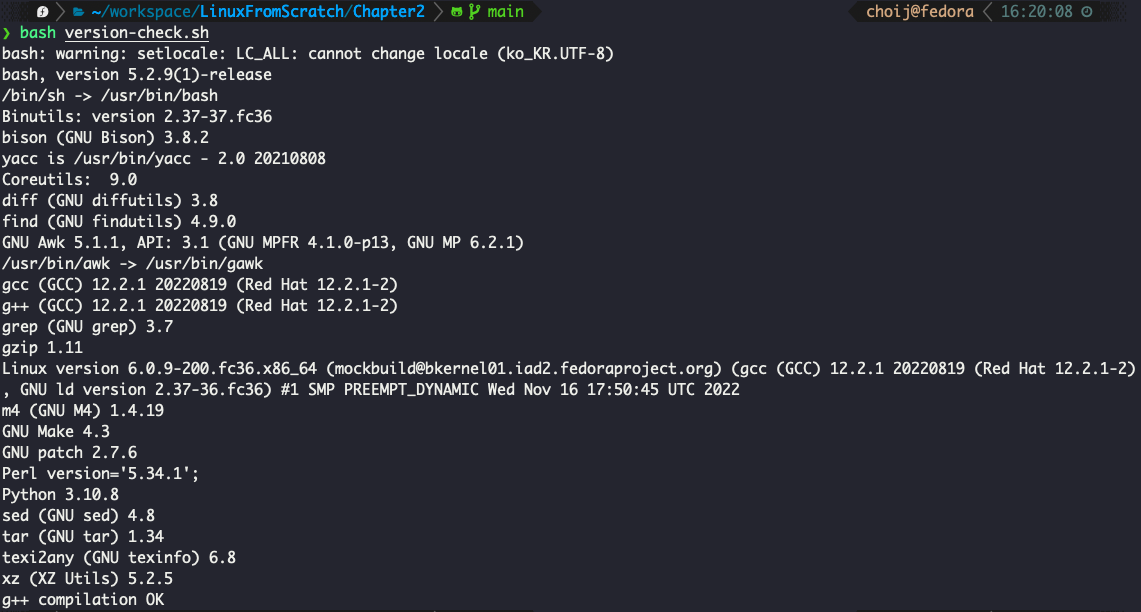 ~/workspace/LinuxFromScratch/Chapter2 main choij@fedora 16:20:08
❯ bash version-check.sh
bash: warning: setlocale: LC_ALL: cannot change locale (ko_KR.UTF-8)
bash, version 5.2.9(1)-release
/bin/sh -> /usr/bin/bash
Binutils: version 2.37-37.fc36
bison (GNU Bison) 3.8.2
yacc is /usr/bin/yacc - 2.0 20210808
Coreutils:  9.0
diff (GNU diffutils) 3.8
find (GNU findutils) 4.9.0
GNU Awk 5.1.1, API: 3.1 (GNU MPFR 4.1.0-p13, GNU MP 6.2.1)
/usr/bin/awk -> /usr/bin/gawk
gcc (GCC) 12.2.1 20220819 (Red Hat 12.2.1-2)
g++ (GCC) 12.2.1 20220819 (Red Hat 12.2.1-2)
grep (GNU grep) 3.7
gzip 1.11
Linux version 6.0.9-200.fc36.x86_64 (mockbuild@bkernel01.iad2.fedoraproject.org) (gcc (GCC) 12.2.1 20220819 (Red Hat 12.2.1-2)
, GNU ld version 2.37-36.fc36) #1 SMP PREEMPT_DYNAMIC Wed Nov 16 17:50:45 UTC 2022
m4 (GNU M4) 1.4.19
GNU Make 4.3
GNU patch 2.7.6
Perl version='5.34.1';
Python 3.10.8
sed (GNU sed) 4.8
tar (GNU tar) 1.34
texi2any (GNU texinfo) 6.8
xz (XZ Utils) 5.2.5
g++ compilation OK